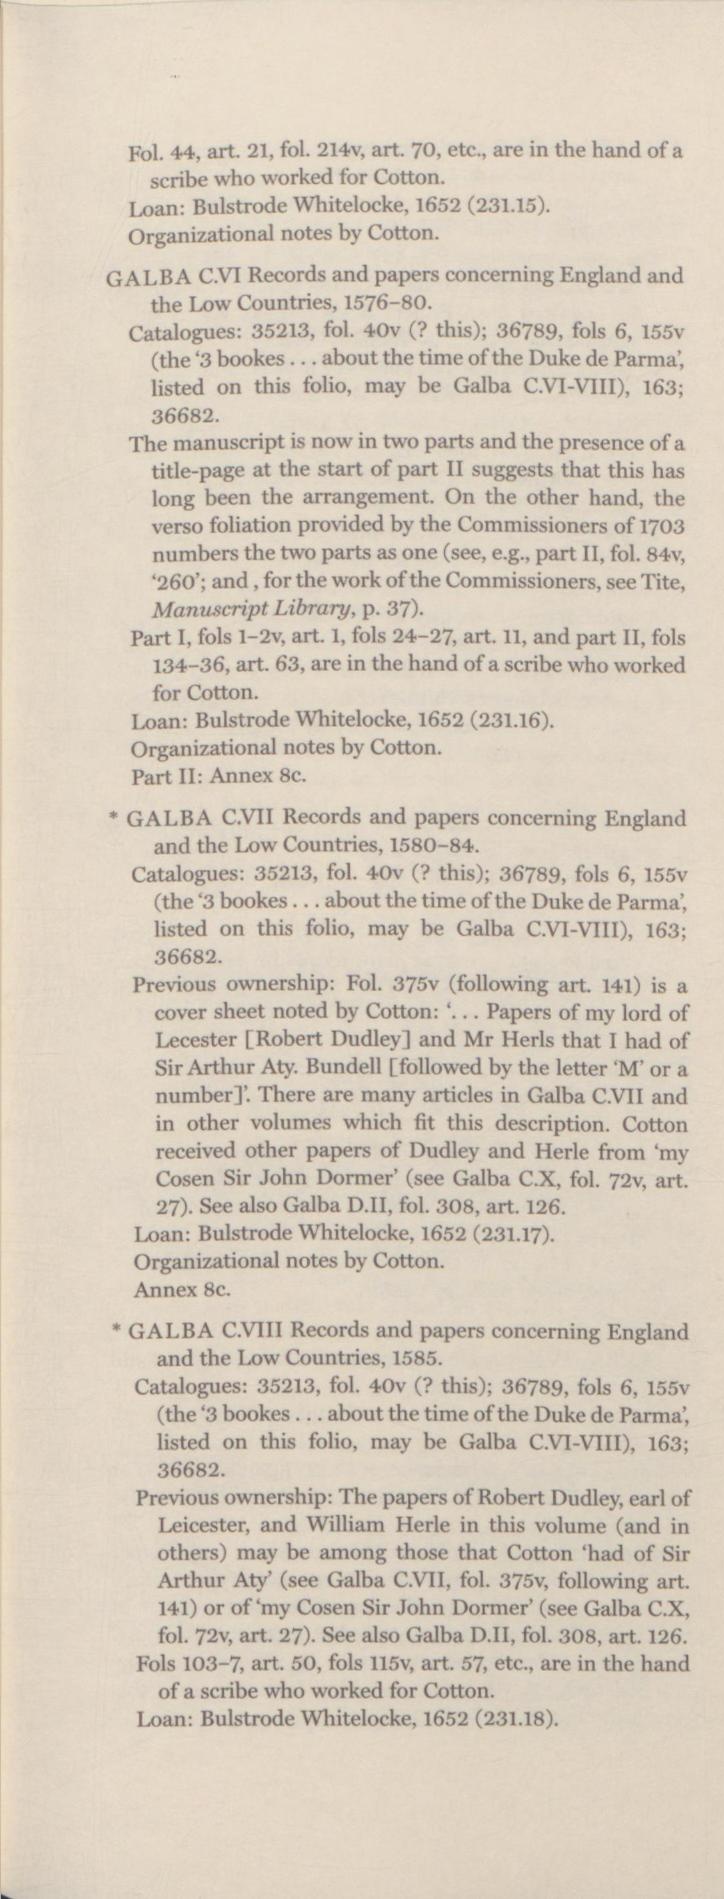 Fol. 44, art. 21, fol. 214v, art. 70, etc., are in the hand of a
scribe who worked for Cotton.
Loan: Bulstrode Whitelocke, 1652 (231.15).
Organizational notes by Cotton.
GALBA C.VI Records and papers concerning England and
the Low Countries, 1576–80.
Catalogues: 35213, fol. 40v (? this); 36789, fols 6, 155v
(the ‘3 bookes . . . about the time of the Duke de Parma’,
listed on this folio, may be Galba C.VI-VIII), 163;
36682.
The manuscript is now in two parts and the presence of a
title-page at the start of part II suggests that this has
long been the arrangement. On the other hand, the
verso foliation provided by the Commissioners of 1703
numbers the two parts as one (see, e.g., part II, fol. 84v,
‘260’; and , for the work of the Commissioners, see Tite,
Manuscript Library, p. 37).
Part I, fols 1–2v, art. 1, fols 24–27, art. 11, and part II, fols
134–36, art. 63, are in the hand of a scribe who worked
for Cotton.
Loan: Bulstrode Whitelocke, 1652 (231.16).
Organizational notes by Cotton.
Part II: Annex 8c.
* GALBA C.VII Records and papers concerning England
and the Low Countries, 1580–84.
Catalogues: 35213, fol. 40v (? this); 36789, fols 6, 155v
(the ‘3 bookes . . . about the time of the Duke de Parma’,
listed on this folio, may be Galba C.VI-VIII), 163;
36682.
Previous ownership: Fol. 375v (following art. 141) is a
cover sheet noted by Cotton: ‘. . . Papers of my lord of
Lecester [Robert Dudley] and Mr Herls that I had of
Sir Arthur Aty. Bundell [followed by the letter ‘M’ or a
number]’. There are many articles in Galba C.VII and
in other volumes which fit this description. Cotton
received other papers of Dudley and Herle from ‘my
Cosen Sir John Dormer’ (see Galba C.X, fol. 72v, art.
27). See also Galba D.II, fol. 308, art. 126.
Loan: Bulstrode Whitelocke, 1652 (231.17).
Organizational notes by Cotton.
Annex 8c.
* GALBA C.VIII Records and papers concerning England
and the Low Countries, 1585.
Catalogues: 35213, fol. 40v (? this); 36789, fols 6, 155v
(the ‘3 bookes . . . about the time of the Duke de Parma’,
listed on this folio, may be Galba C.VI-VIII), 163;
36682.
Previous ownership: The papers of Robert Dudley, earl of
Leicester, and William Herle in this volume (and in
others) may be among those that Cotton ‘had of Sir
Arthur Aty’ (see Galba C.VII, fol. 375v, following art.
141) or of ‘my Cosen Sir John Dormer’ (see Galba C.X,
fol. 72v, art. 27). See also Galba D.II, fol. 308, art. 126.
Fols 103–7, art. 50, fols 115v, art. 57, etc., are in the hand
of a scribe who worked for Cotton.
Loan: Bulstrode Whitelocke, 1652 (231.18).